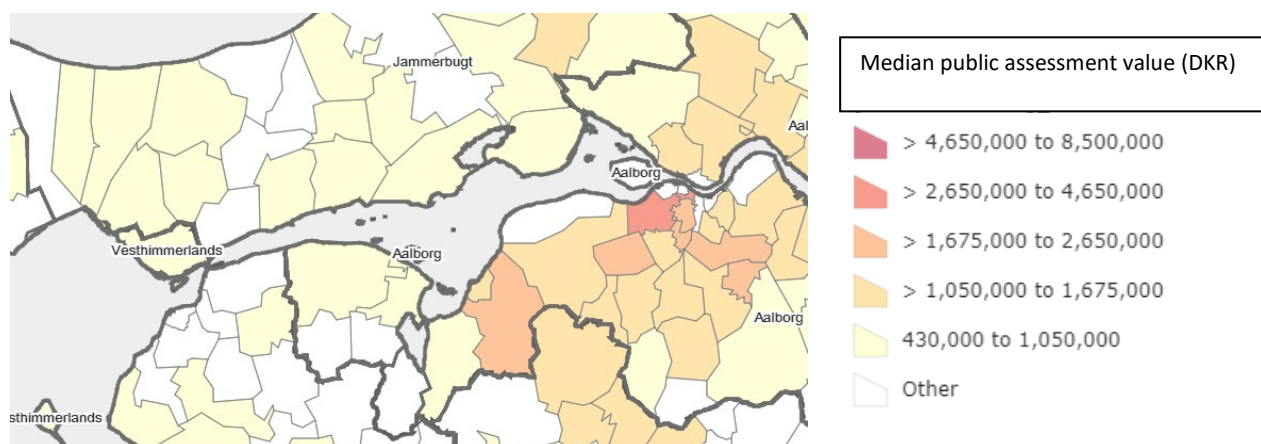 Jammerbugt
Aal
Aalborg
Vesthimmerlands
Aalborg
Aalborg
sthimmerlands
Median public assessment value (DKR)
> 4,650,000 to 8,500,000
> 2,650,000 to 4,650,000
> 1,675,000 to 2,650,000
> 1,050,000 to 1,675,000
430,000 to 1,050,000
Other